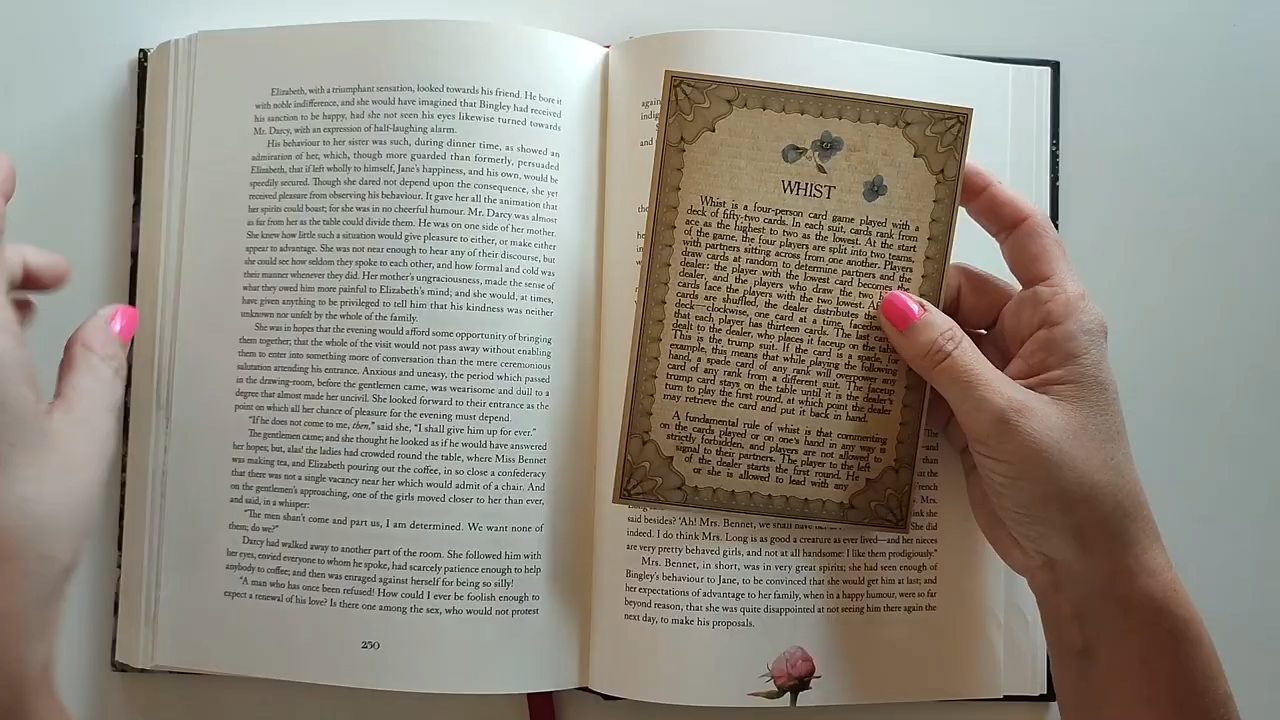 Elizabeth, with a triumphant sensation, looked towards his friend. He bore it
with noble indifference, and she would have imagined that Bingley had received
his sanction to be happy, had she not seen his eyes likewise turned towards
Mr. Darcy, with an expression of half-laughing alarm.
His behaviour to her sister was such, during dinner time, as showed an
admiration of her, which, though more guarded than formerly, persuaded
Elizabeth, that if left wholly to himself, Jane's happiness, and his own, would be
speedily secured. Though she dared not depend upon the consequence, she yet
received pleasure from observing his behaviour. It gave her all the animation that
her spirits could boast; for she was in no cheerful humour. Mr. Darcy was almost
as far from her as the table could divide them. He was on one side of her mother.
She knew how little such a situation would give pleasure to either, or make either
appear to advantage. She was not near enough to hear any of their discourse, but
she could see how seldom they spoke to each other, and how formal and cold was
their manner whenever they did. Her mother's ungraciousness, made the sense of
what they owed him more painful to Elizabeth's mind; and she would, at times,
have given anything to be privileged to tell him that his kindness was neither
unknown nor unfelt by the whole of the family.
She was in hopes that the evening would afford some opportunity of bringing
them together; that the whole of the visit would not pass away without enabling
them to enter into something more of conversation than the mere ceremonious
salutation attending his entrance. Anxious and uneasy, the period which passed
in the drawing-room, before the gentlemen came, was wearisome and dull to a
degree that almost made her uncivil. She looked forward to their entrance as the
point on which all her chance of pleasure for the evening must depend.
"If he does not come to me, then," said she, "I shall give him up for ever."
The gentlemen came; and she thought he looked as if he would have answered
her hopes; but, alas! the ladies had crowded round the table, where Miss Bennet
was making tea, and Elizabeth pouring out the coffee, in so close a confederacy
that there was not a single vacancy near her which would admit of a chair. And
on the gentlemen's approaching, one of the girls moved closer to her than ever,
and said, in a whisper:
"The men shan't come and part us, I am determined. We want none of
them; do we?"
Darcy had walked away to another part of the room. She followed him with
her eyes, envied everyone to whom he spoke, had scarcely patience enough to help
anybody to coffee; and then was enraged against herself for being so silly!
"A man who has once been refused! How could I ever be foolish enough to
expect a renewal of his love? Is there one among the sex, who would not protest
250
again
indig
and
WHIST
Whist is a four-person card game played with a
deck of fifty-two cards. In each suit, cards rank from
ace as the highest to two as the lowest. At the start
of the game, the four players are split into two teams,
with partners sitting across from one another. Players
draw cards at random to determine partners and the
dealer: the player with the lowest card becomes the
dealer, and the players who draw the two
cards face the players with the two lowest.
cards are shuffled, the dealer distributes the
deck—clockwise, one card at a time, facedown
that each player has thirteen cards. The last card
dealt to the dealer, who places it faceup on the table
This is the trump suit. If the card is a spade, for
example, this means that while playing the following
hand, a spade card of any rank will overpower any
card of any rank from a different suit. The faceup
trump card stays on the table until it is the dealer's
turn to play the first round, at which point the dealer
may retrieve the card and put it back in hand.
A fundamental rule of whist is that commenting
on the cards played or on one's hand in any way is
strictly forbidden, and players are not allowed to
signal to their partners. The player to the left
of the dealer starts the first round. He
or she is allowed to lead with any
The
and
than
at the
rench
Mrs.
ink she
She did
said besides? 'Ah! Mrs. Bennet, we shall have
indeed. I do think Mrs. Long is as good a creature as ever lived—and her nieces
are very pretty behaved girls, and not at all handsome: I like them prodigiously."
Mrs. Bennet, in short, was in very great spirits; she had seen enough of
Bingley's behaviour to Jane, to be convinced that she would get him at last; and
her expectations of advantage to her family, when in a happy humour, were so far
beyond reason, that she was quite disappointed at not seeing him there again the
next day, to make his proposals.